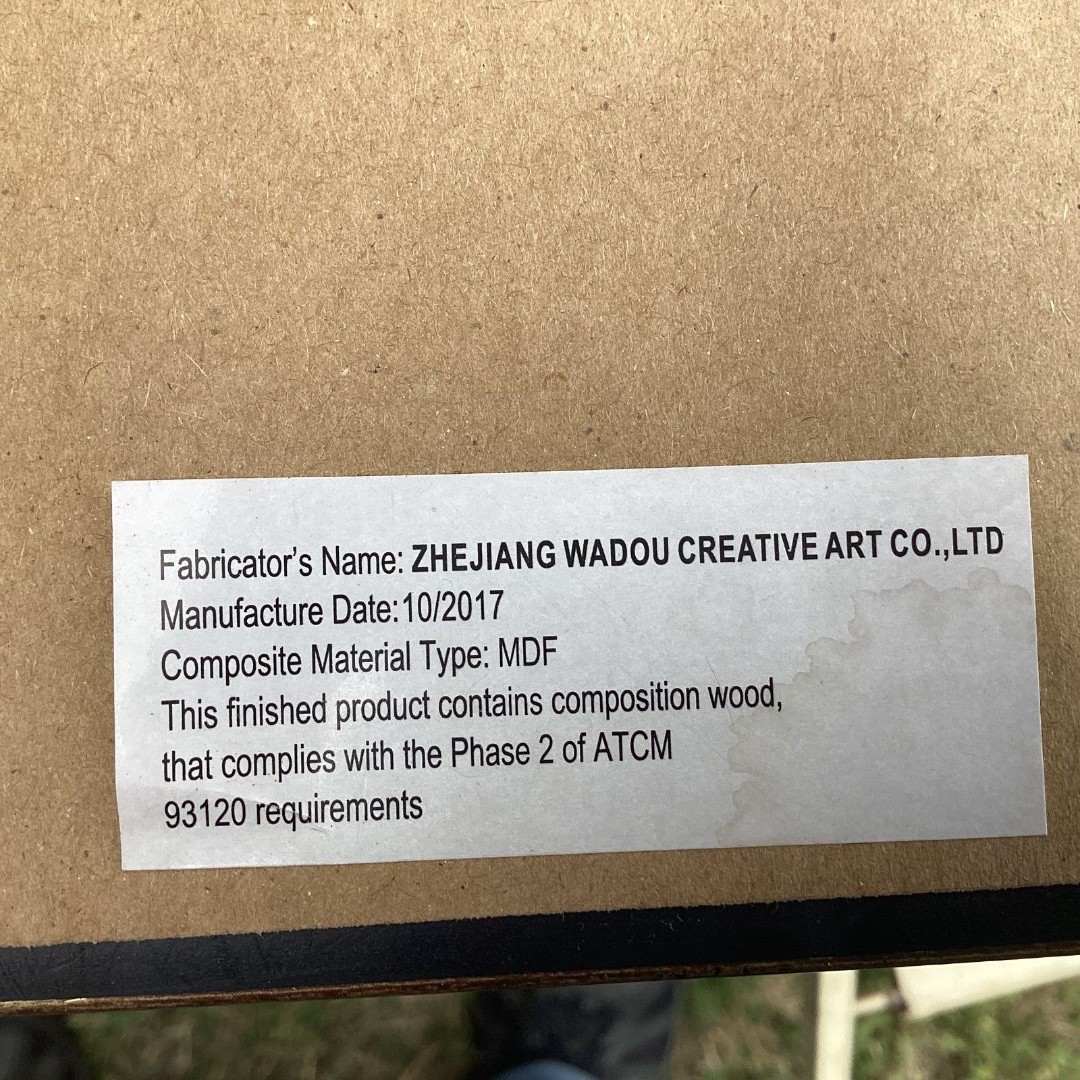 Fabricator's Name: ZHEJIANG WADOU CREATIVE ART CO.,LTD
Manufacture Date:10/2017
Composite Material Type: MDF
This finished product contains composition wood,
that complies with the Phase 2 of ATCM
93120 requirements